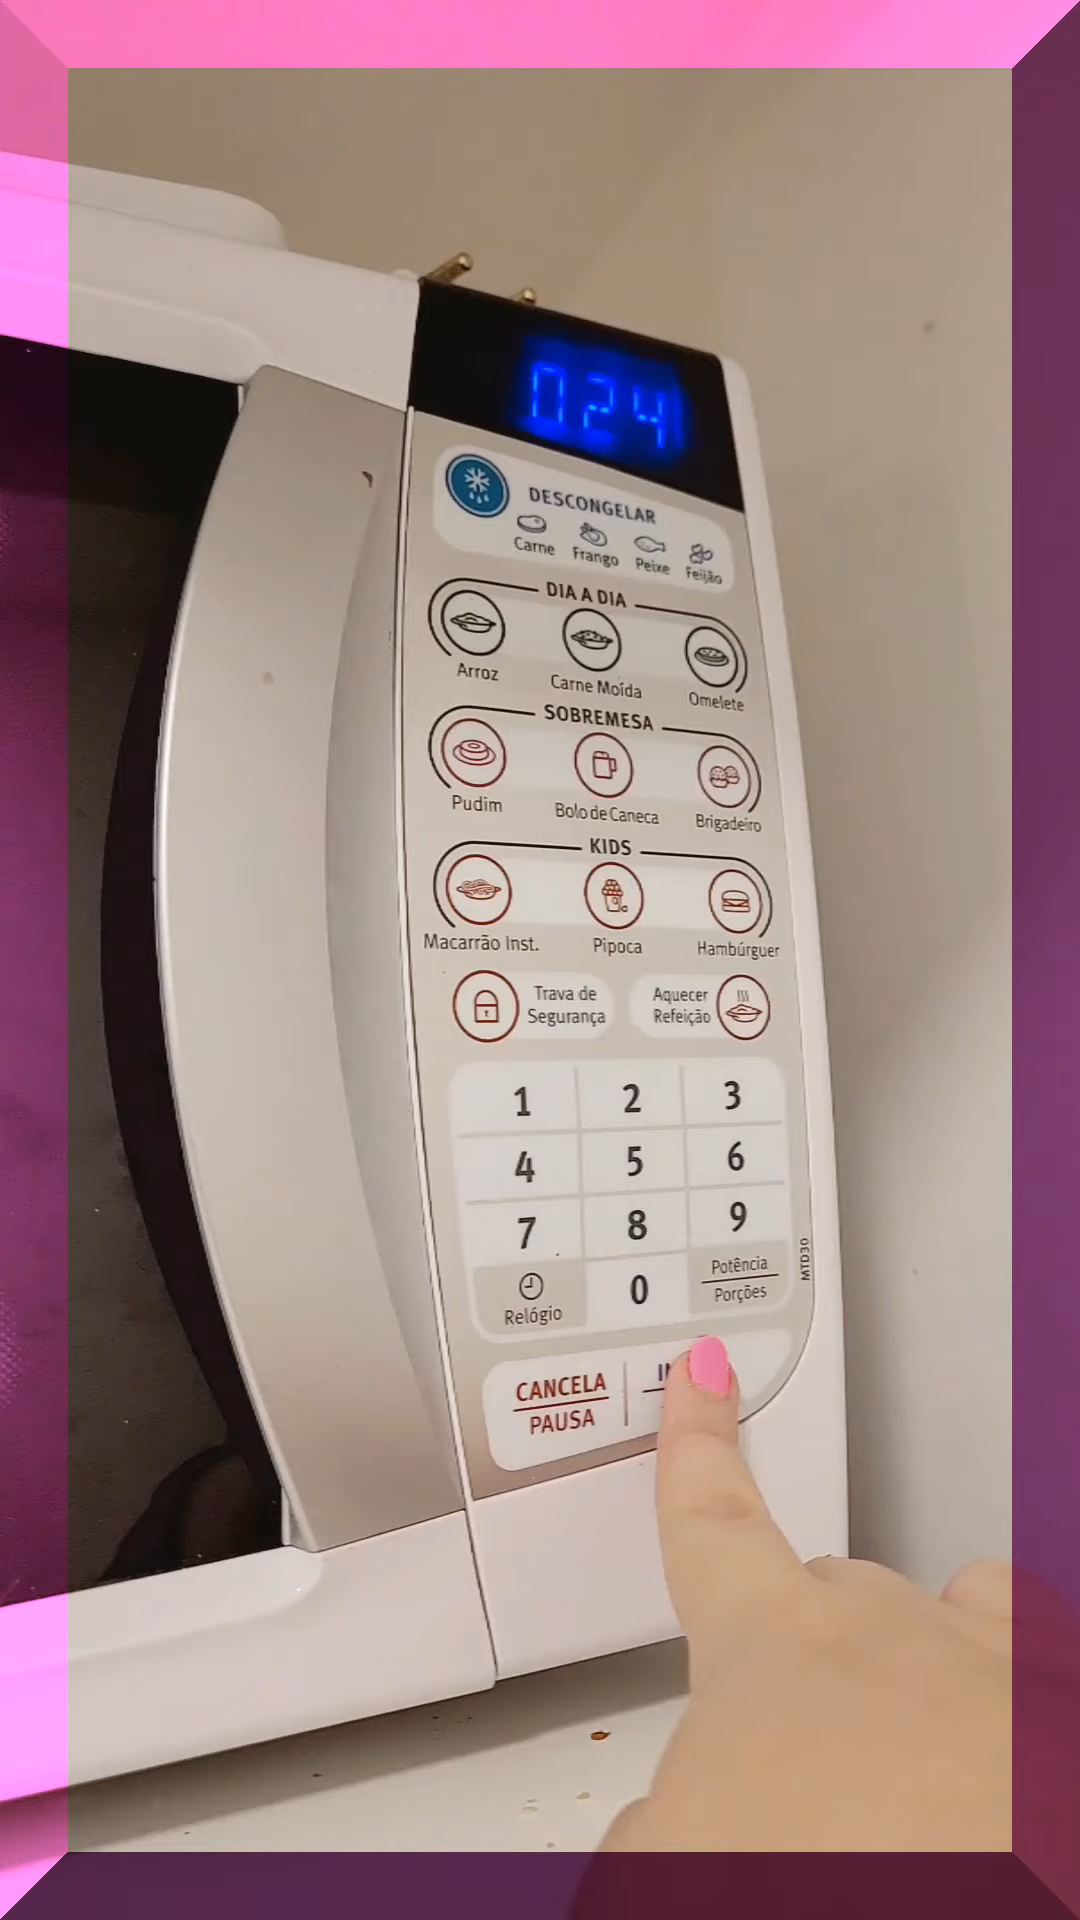 024
DESCONGELAR
Carne Frango Peixe Feijão
DIA A DIA
Arroz Carne Moída Omelete
SOBREMESA
Pudim Bolo de Caneca Brigadeiro
KIDS
Macarrão Inst. Pipoca Hambúrguer
Trava de
Segurança
Aquecer
Refeição
1 2 3
4 5 6
7 8 9
Relógio
0
Potência
Porções
MTD30
CANCELA
PAUSA